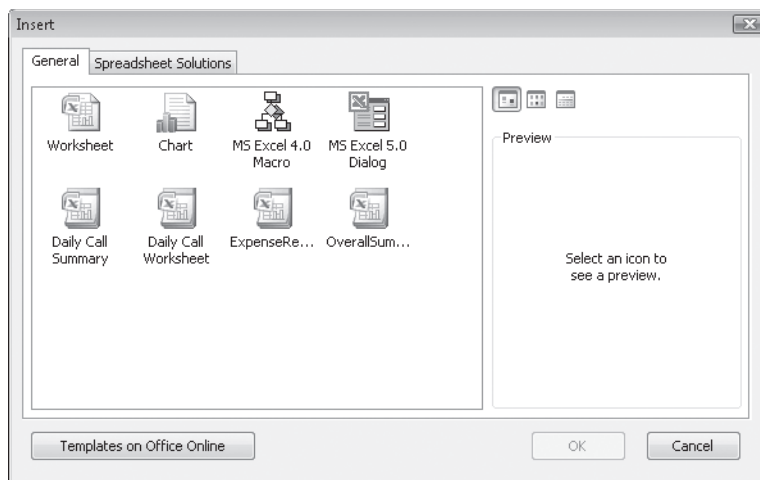 Insert
General
Spreadsheet Solutions
Worksheet
Chart
MS Excel 4.0
Macro
MS Excel 5.0
Dialog
Daily Call
Summary
Daily Call
Worksheet
ExpenseRe...
OverallSum...
Preview
Select an icon to
see a preview.
Templates on Office Online
OK
Cancel